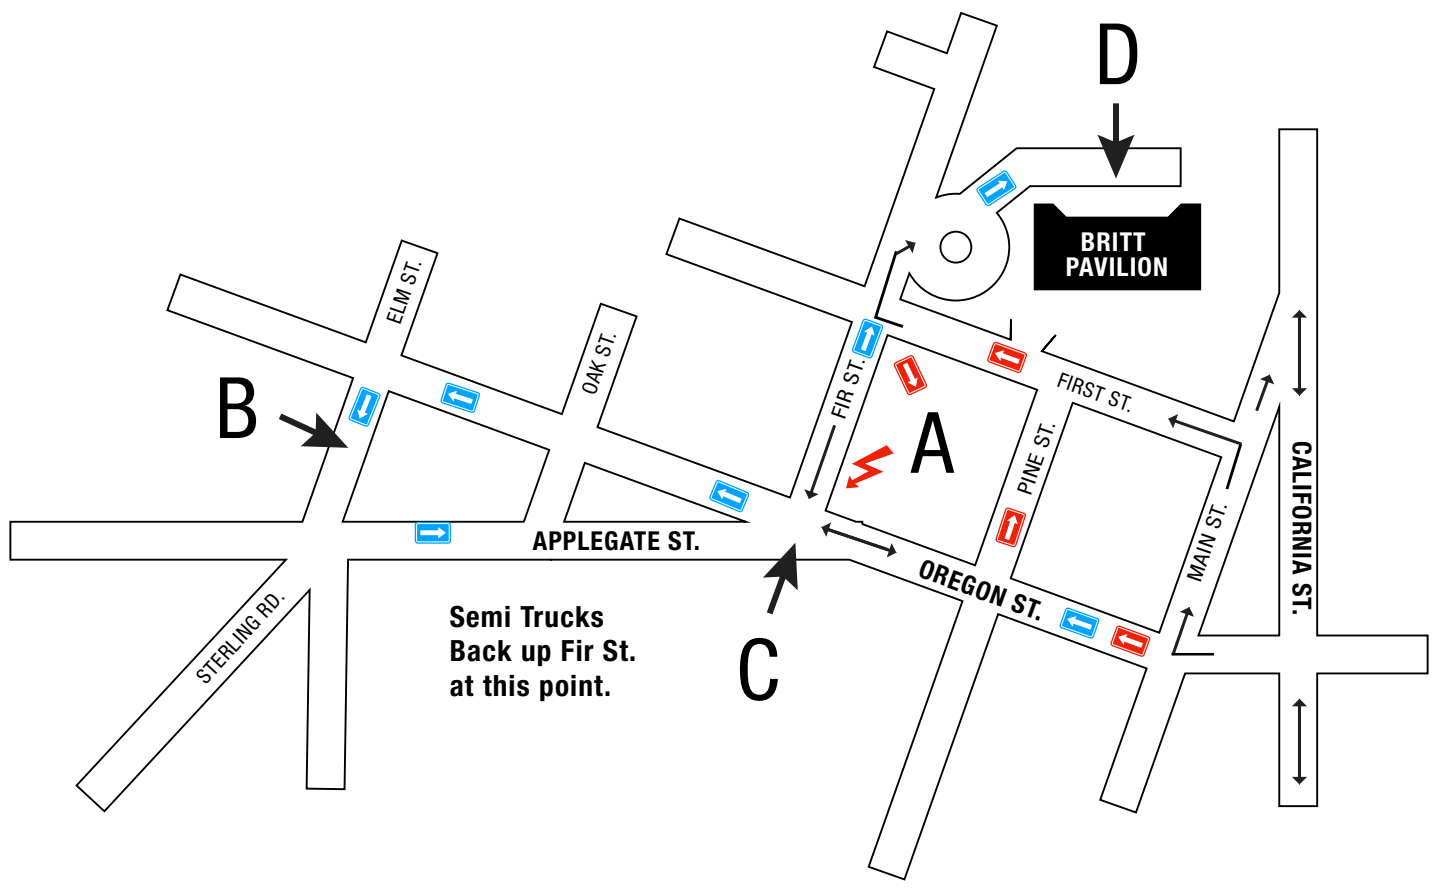 D
BRITT
PAVILION
ELM ST.
OAK ST.
FIR ST.
FIRST ST.
B
A
PINE ST.
CALIFORNIA ST.
MAIN ST.
APPLEGATE ST.
OREGON ST.
STERLING RD.
Semi Trucks
Back up Fir St.
at this point.
C